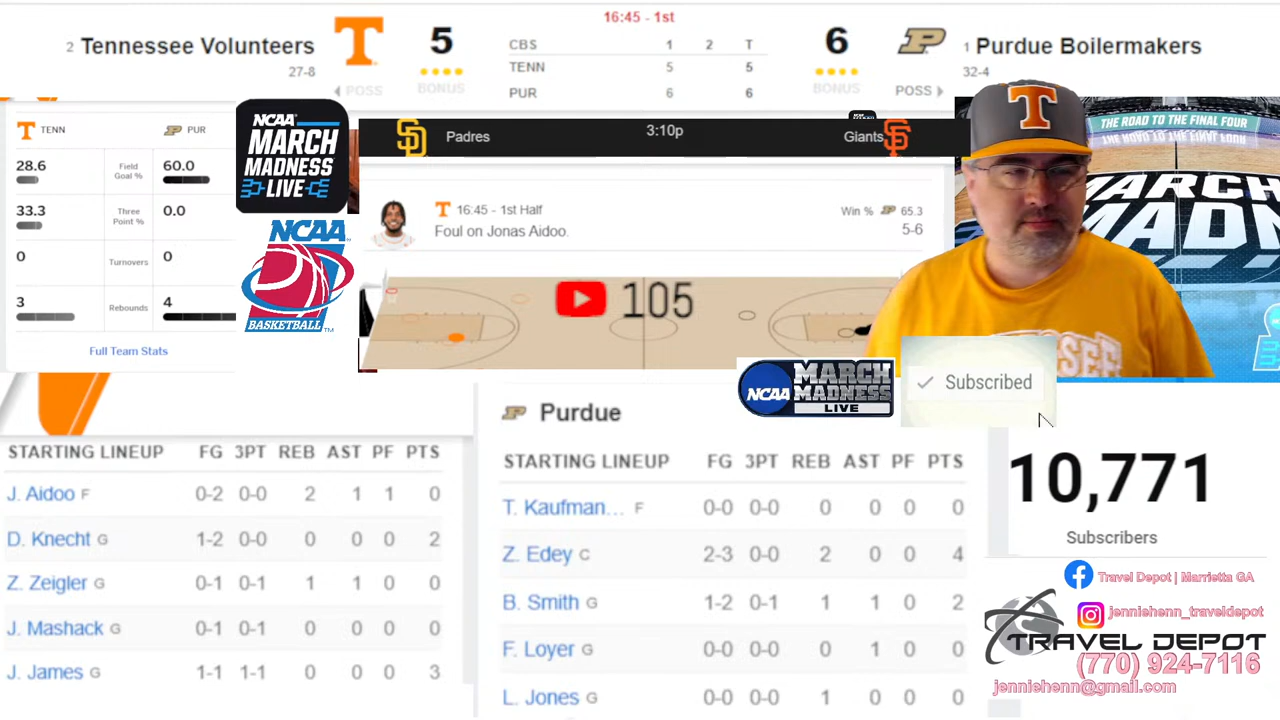 16:45 - 1st
2 Tennessee Volunteers
27-8
T
5
BONUS
POSS
CBS 1 2 T
TENN 5 5
PUR 6 6
6
BONUS
P
POSS
1 Purdue Boilermakers
32-4
T TENN P PUR
28.6 Field Goal % 60.0
33.3 Three Point % 0.0
0 Turnovers 0
3 Rebounds 4
Full Team Stats
NCAA
MARCH
MADNESS
LIVE
NCAA
BASKETBALL™
SD Padres 3:10p Giants SF
T 16:45 - 1st Half
Foul on Jonas Aidoo.
Win % P 65.3
5-6
105
T
THE ROAD TO THE FINAL FOUR
MARCH
MADN
NCAA MARCH
MADNESS
LIVE
Subscribed
10,771
Subscribers
STARTING LINEUP FG 3PT REB AST PF PTS
J. Aidoo F 0-2 0-0 2 1 1 0
D. Knecht G 1-2 0-0 0 0 0 2
Z. Zeigler G 0-1 0-1 1 1 0 0
J. Mashack G 0-1 0-1 0 0 0 0
J. James G 1-1 1-1 0 0 0 3
P Purdue
STARTING LINEUP FG 3PT REB AST PF PTS
T. Kaufman... F 0-0 0-0 0 0 0 0
Z. Edey C 2-3 0-0 2 0 0 4
B. Smith G 1-2 0-1 1 1 0 2
F. Loyer G 0-0 0-0 0 1 0 0
L. Jones G 0-0 0-0 1 0 0 0
Travel Depot | Marrietta GA
jenniehenn_traveldepot
TRAVEL DEPOT
(770) 924-7116
jenniehenn@gmail.com